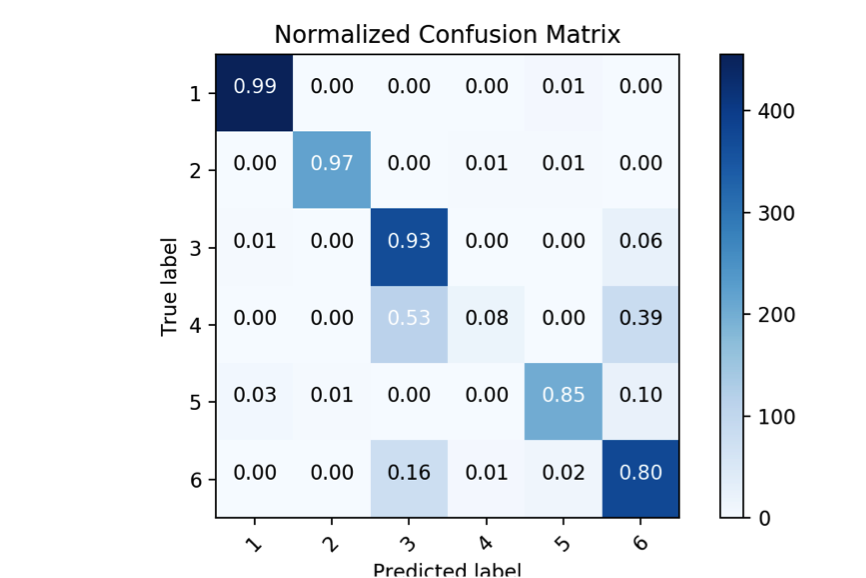 Normalized Confusion Matrix
1 0.99 0.00 0.00 0.00 0.01 0.00
2 0.00 0.97 0.00 0.01 0.01 0.00
3 0.01 0.00 0.93 0.00 0.00 0.06
4 0.00 0.00 0.53 0.08 0.00 0.39
5 0.03 0.01 0.00 0.00 0.85 0.10
6 0.00 0.00 0.16 0.01 0.02 0.80
1 2 3 4 5 6
Predicted label
True label
400
300
200
100
0